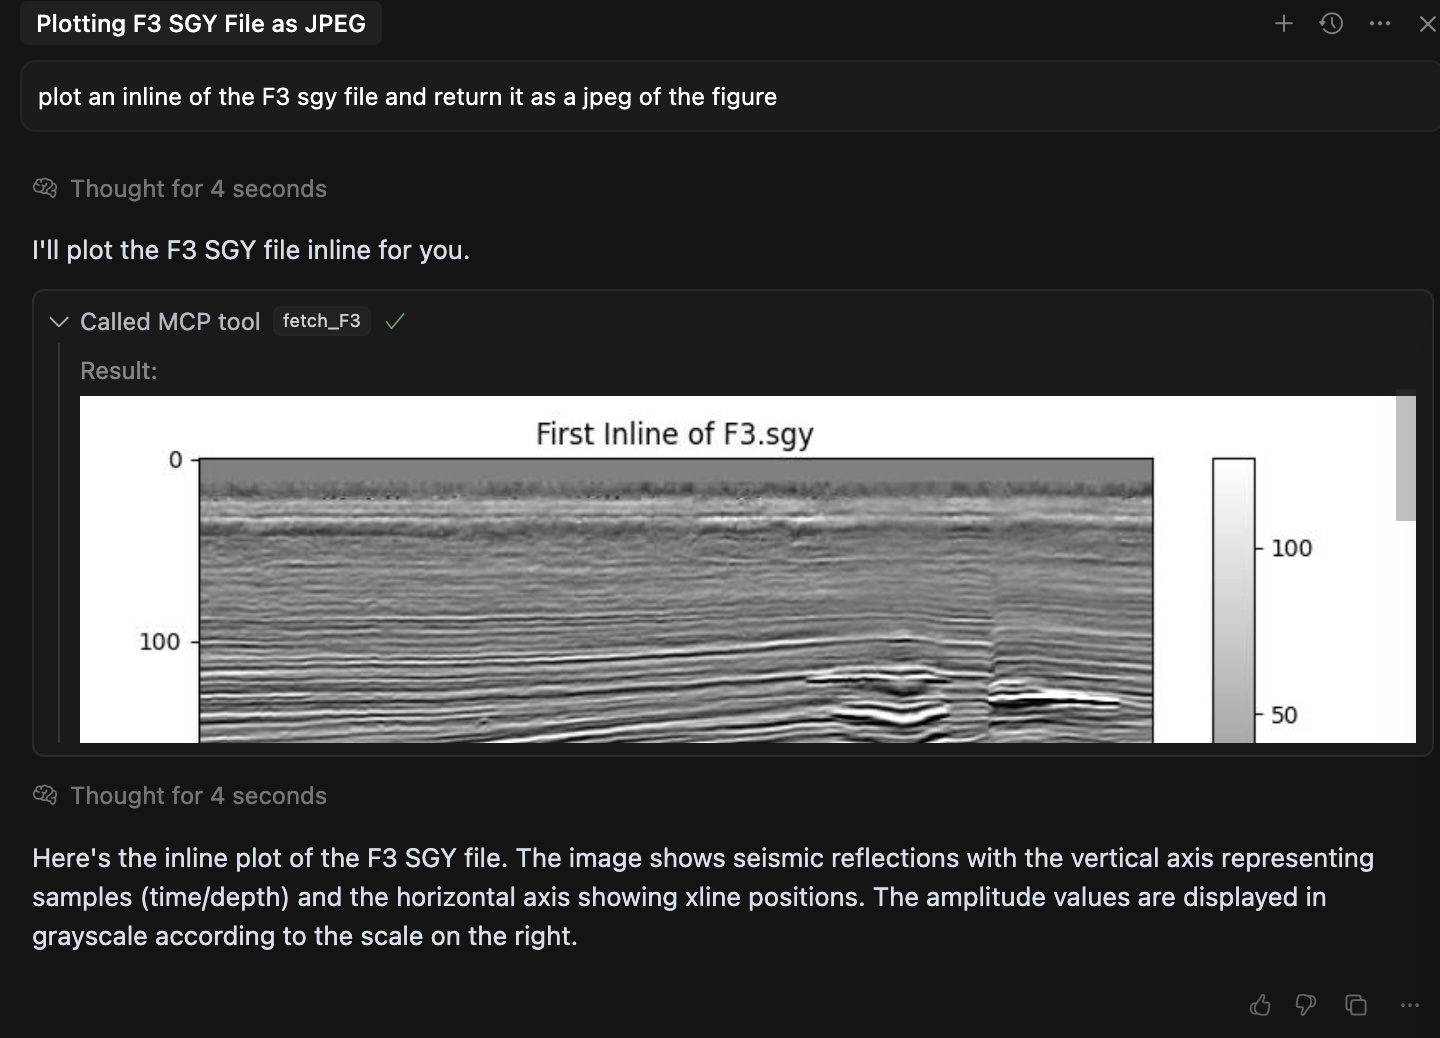 Plotting F3 SGY File as JPEG
plot an inline of the F3 sgy file and return it as a jpeg of the figure
Thought for 4 seconds
I'll plot the F3 SGY file inline for you.
Called MCP tool fetch_F3
Result:
First Inline of F3.sgy
0
100
100
50
Thought for 4 seconds
Here's the inline plot of the F3 SGY file. The image shows seismic reflections with the vertical axis representing
samples (time/depth) and the horizontal axis showing xline positions. The amplitude values are displayed in
grayscale according to the scale on the right.